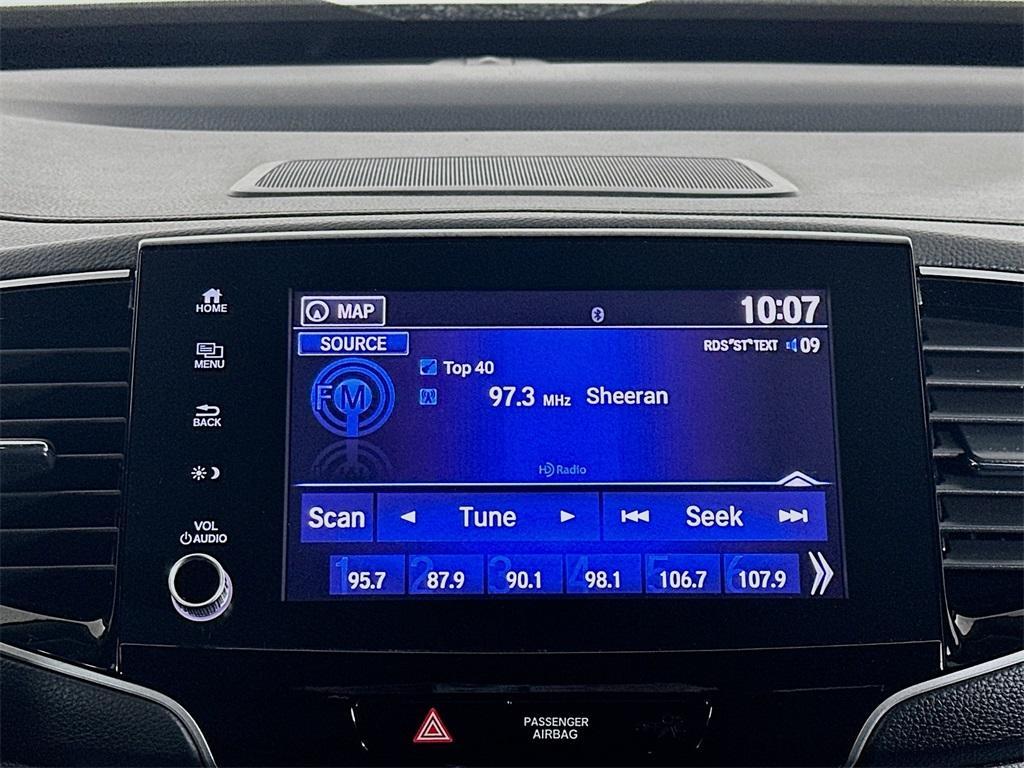 HOME
MENU
BACK
VOL
AUDIO
MAP
10:07
SOURCE
RDS ST TEXT 09
FM
Top 40
97.3 MHz Sheeran
HD Radio
Scan Tune Seek
1 95.7 2 87.9 3 90.1 4 98.1 5 106.7 6 107.9
PASSENGER
AIRBAG